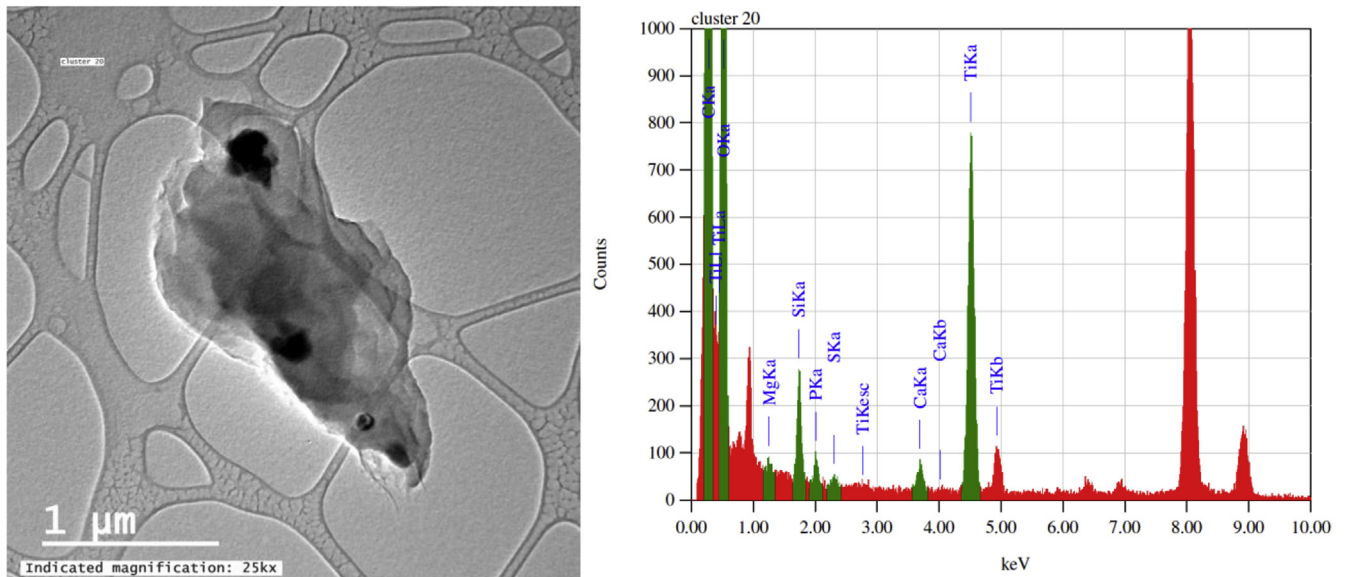 cluster 20
1 µm
Indicated magnification: 25kx
cluster 20
1000
900
800
700
600
500
400
300
200
100
0
Counts
CKa
OKa
TiLl
TiLa
MgKa
SiKa
PKa
SKa
TiKesc
CaKa
CaKb
TiKa
TiKb
0.00 1.00 2.00 3.00 4.00 5.00 6.00 7.00 8.00 9.00 10.00
keV